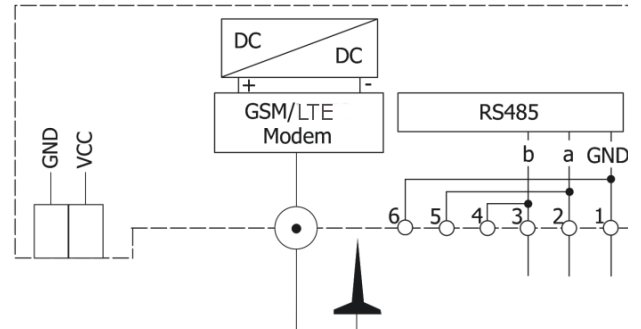 DC
DC
+ -
GSM/LTE
Modem
RS485
b a GND
GND
VCC
6 5 4 3 2 1